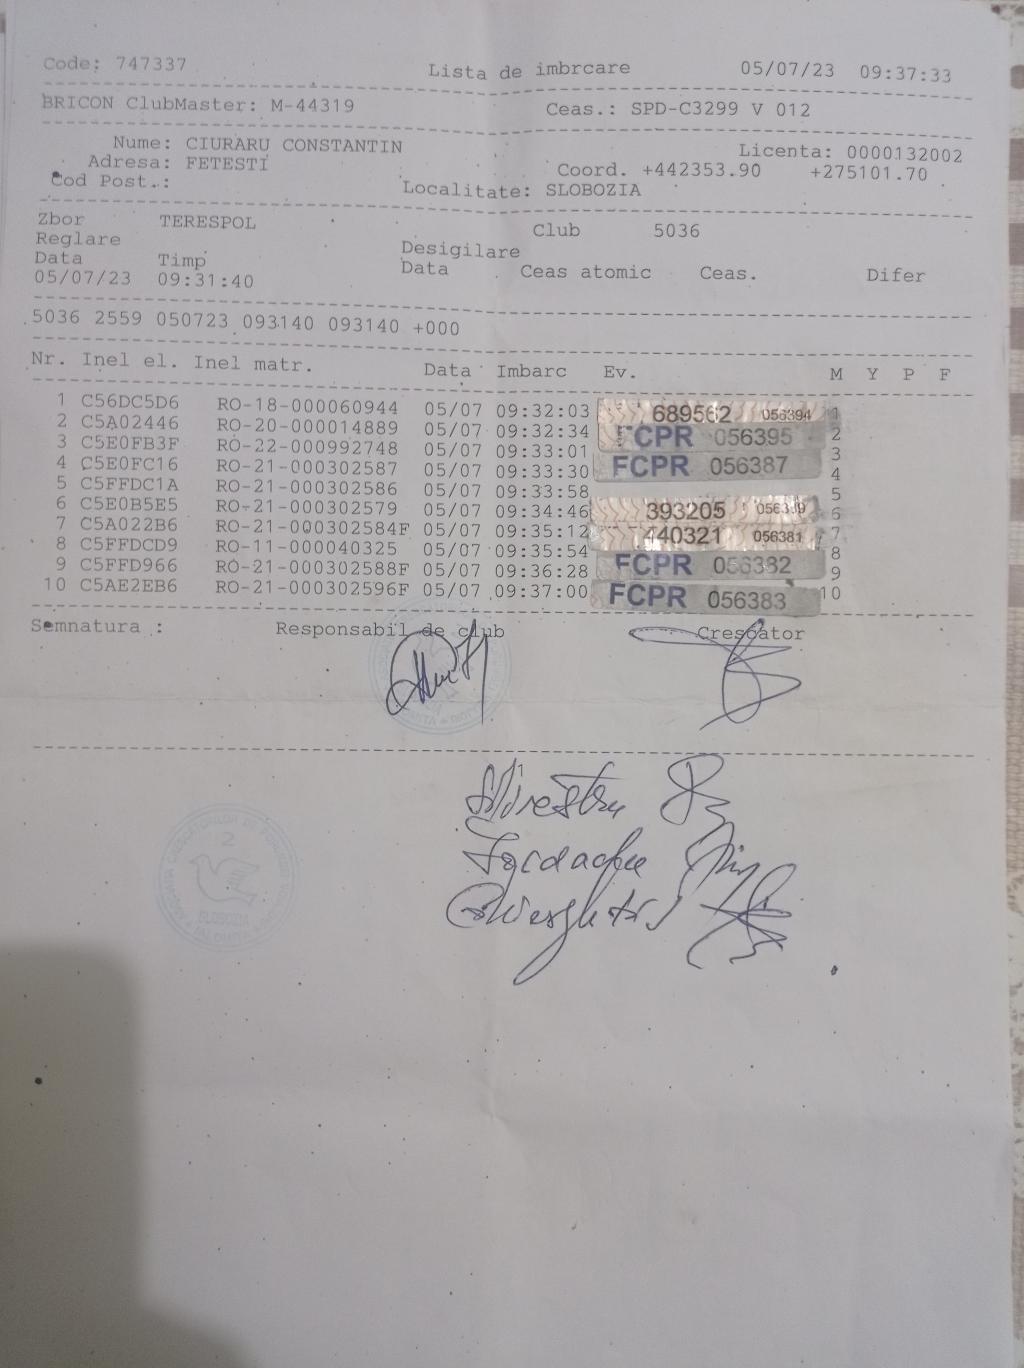 Code: 747337 Lista de imbrcare 05/07/23 09:37:33
BRICON ClubMaster: M-44319 Ceas.: SPD-C3299 V 012
Nume: CIURARU CONSTANTIN Licenta: 0000132002
Adresa: FETESTI Coord. +442353.90 +275101.70
Cod Post.: Localitate: SLOBOZIA
Zbor TERESPOL Club 5036
Reglare Desigilare
Data Timp Data Ceas atomic Ceas. Difer
05/07/23 09:31:40
5036 2559 050723 093140 093140 +000
Nr. Inel el. Inel matr. Data Imbarc Ev. M Y P F
1 C56DC5D6 RO-18-000060944 05/07 09:32:03 689562 056394 1
2 C5A02446 RO-20-000014889 05/07 09:32:34 FCPR 056395 2
3 C5E0FB3F RO-22-000992748 05/07 09:33:01 3
4 C5E0FC16 RO-21-000302587 05/07 09:33:30 FCPR 056387 4
5 C5FFDC1A RO-21-000302586 05/07 09:33:58 5
6 C5E0B5E5 RO-21-000302579 05/07 09:34:46 393205 6
7 C5A022B6 RO-21-000302584F 05/07 09:35:12 440321 056381 7
8 C5FFDCD9 RO-11-000040325 05/07 09:35:54 8
9 C5FFD966 RO-21-000302588F 05/07 09:36:28 FCPR 056382 9
10 C5AE2EB6 RO-21-000302596F 05/07 09:37:00 FCPR 056383 10
Semnatura : Responsabil de club Crescator
2
SLOBOZIA
IALOMITA